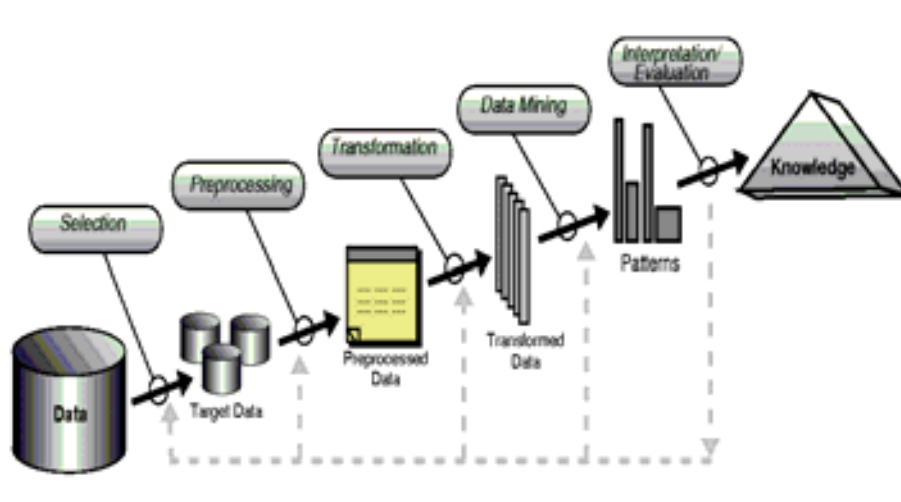 Interpretation/
Evaluation
Data Mining
Transformation
Preprocessing
Selection
Knowledge
Patterns
Transformed
Data
Preprocessed
Data
Target Data
Data